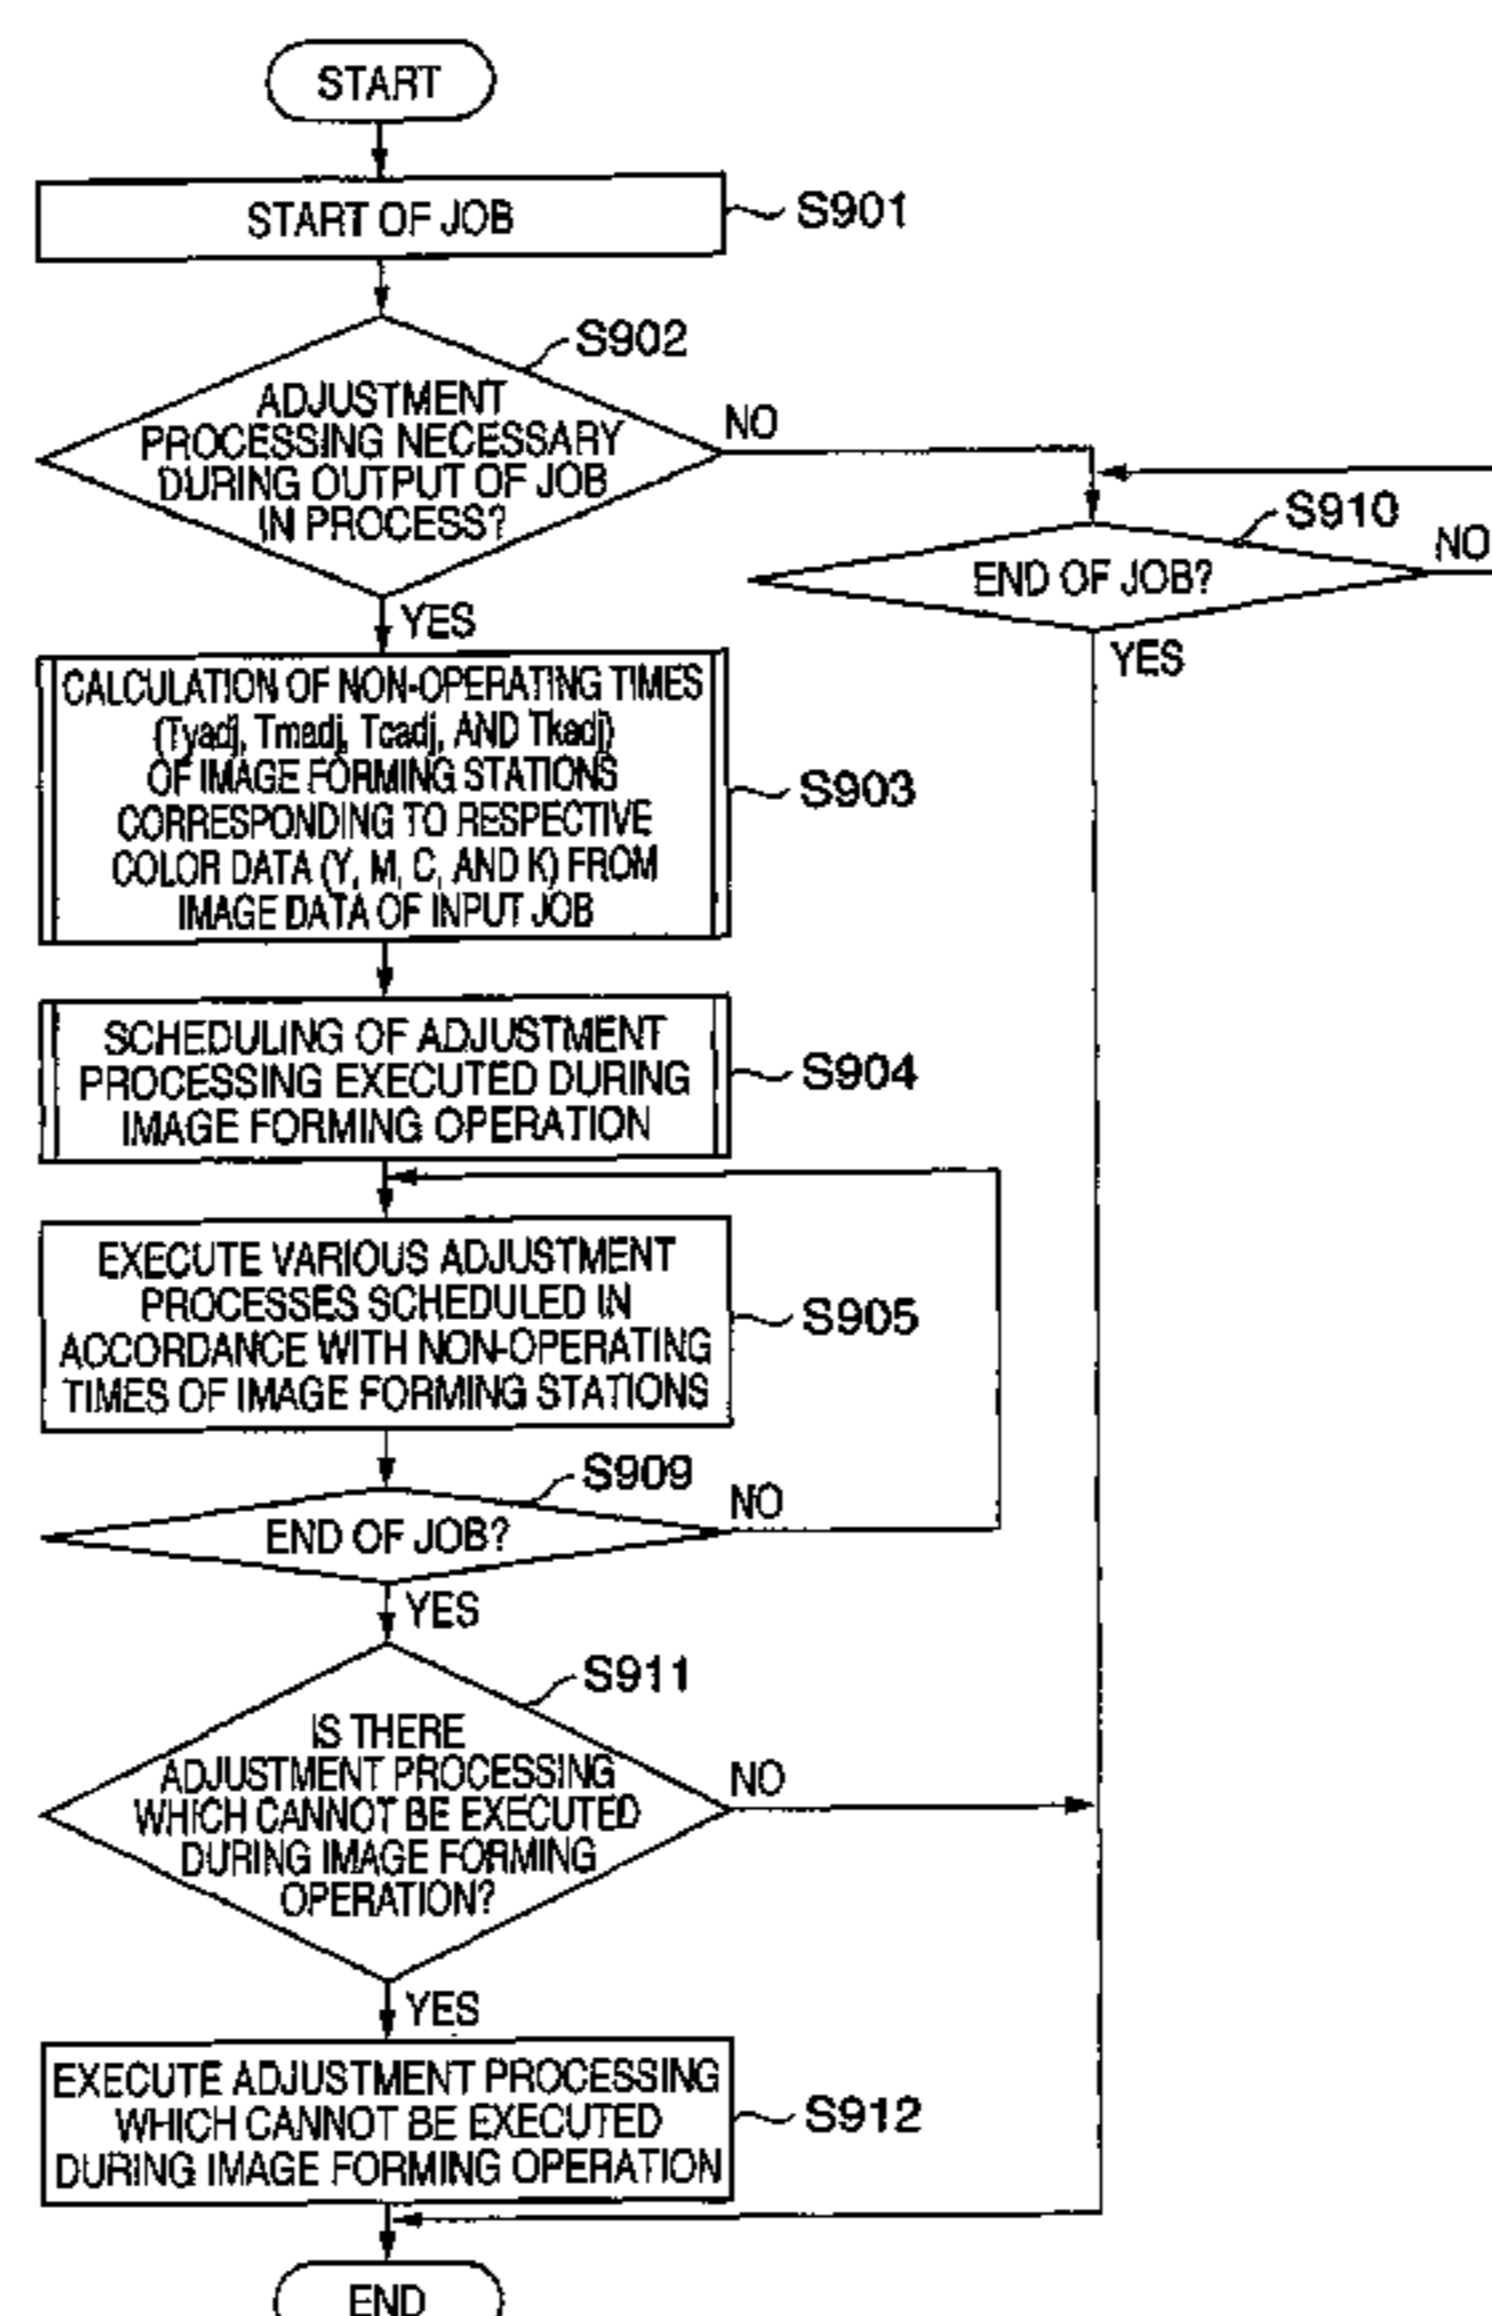 START
START OF JOB
S901
S902
ADJUSTMENT
PROCESSING NECESSARY
DURING OUTPUT OF JOB
IN PROCESS?
NO
YES
S910
END OF JOB?
NO
YES
CALCULATION OF NON-OPERATING TIMES
(Tyadj, Tmadj, Tcadj, AND Tkadj)
OF IMAGE FORMING STATIONS
CORRESPONDING TO RESPECTIVE
COLOR DATA (Y, M, C, AND K) FROM
IMAGE DATA OF INPUT JOB
S903
SCHEDULING OF ADJUSTMENT
PROCESSING EXECUTED DURING
IMAGE FORMING OPERATION
S904
EXECUTE VARIOUS ADJUSTMENT
PROCESSES SCHEDULED IN
ACCORDANCE WITH NON-OPERATING
TIMES OF IMAGE FORMING STATIONS
S905
S909
END OF JOB?
NO
YES
S911
IS THERE
ADJUSTMENT PROCESSING
WHICH CANNOT BE EXECUTED
DURING IMAGE FORMING
OPERATION?
NO
YES
EXECUTE ADJUSTMENT PROCESSING
WHICH CANNOT BE EXECUTED
DURING IMAGE FORMING OPERATION
S912
END